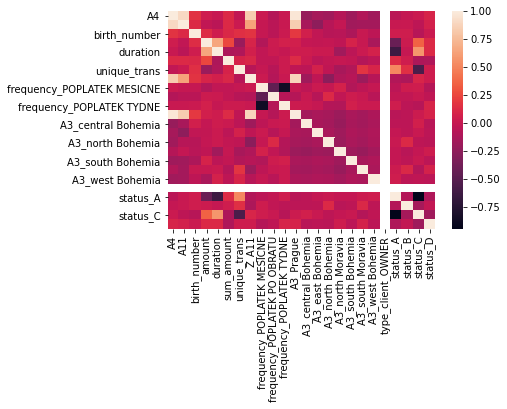 A4
birth_number
duration
unique_trans
frequency_POPLATEK MESICNE
frequency_POPLATEK TYDNE
A3_central Bohemia
A3_north Bohemia
A3_south Bohemia
A3_west Bohemia
status_A
status_C
A4
A11
birth_number
amount
duration
sum_amount
unique_trans
Z_A11
frequency_POPLATEK MESICNE
frequency_POPLATEK PO OBRATU
frequency_POPLATEK TYDNE
A3_Prague
A3_central Bohemia
A3_east Bohemia
A3_north Bohemia
A3_north Moravia
A3_south Bohemia
A3_south Moravia
A3_west Bohemia
type_client_OWNER
status_A
status_B
status_C
status_D
1.00
0.75
0.50
0.25
0.00
−0.25
−0.50
−0.75